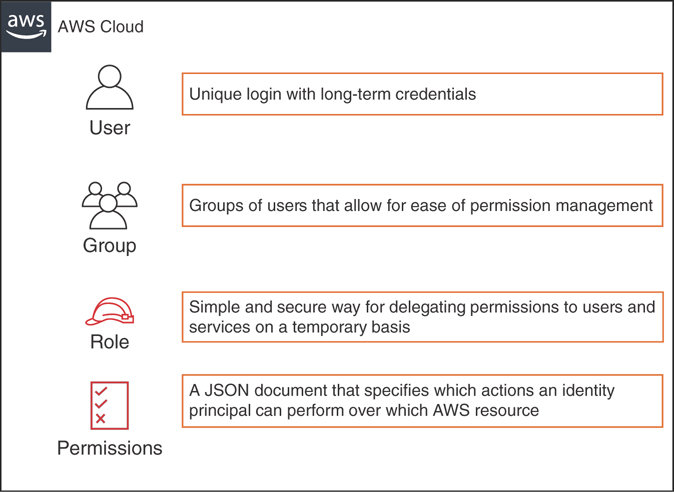 aws
AWS Cloud
Unique login with long-term credentials
User
Groups of users that allow for ease of permission management
Group
Simple and secure way for delegating permissions to users and
services on a temporary basis
Role
A JSON document that specifies which actions an identity
principal can perform over which AWS resource
Permissions